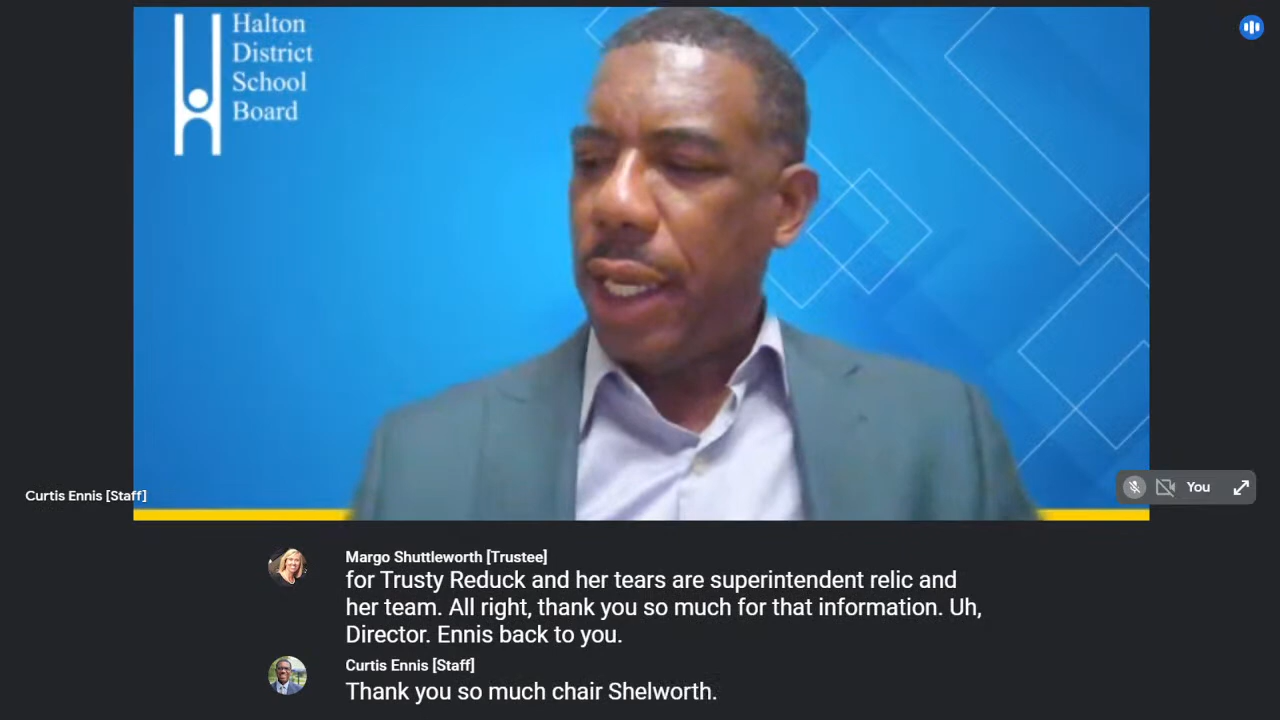 Halton
District
School
Board
Curtis Ennis [Staff]
You
Margo Shuttleworth [Trustee]
for Trusty Reduck and her tears are superintendent relic and
her team. All right, thank you so much for that information. Uh,
Director. Ennis back to you.
Curtis Ennis [Staff]
Thank you so much chair Shelworth.